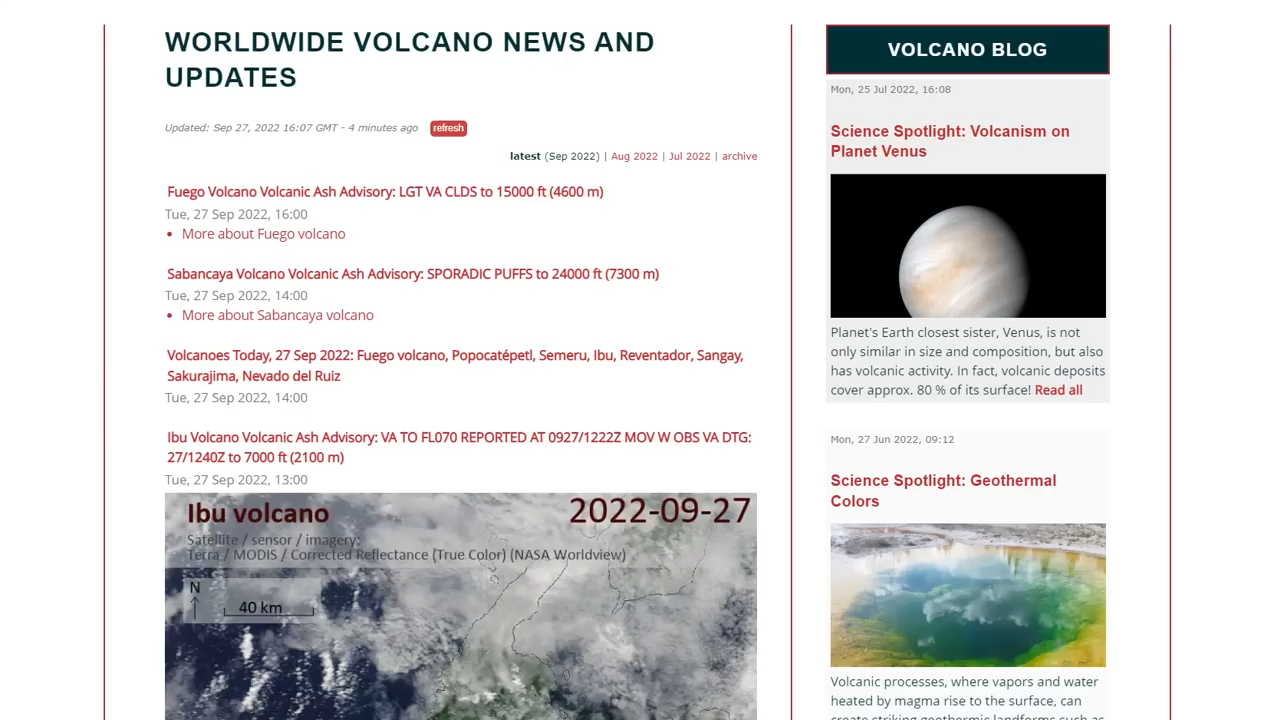 WORLDWIDE VOLCANO NEWS AND
UPDATES
Updated: Sep 27, 2022 16:07 GMT - 4 minutes ago refresh
latest (Sep 2022) | Aug 2022 | Jul 2022 | archive
Fuego Volcano Volcanic Ash Advisory: LGT VA CLDS to 15000 ft (4600 m)
Tue, 27 Sep 2022, 16:00
• More about Fuego volcano
Sabancaya Volcano Volcanic Ash Advisory: SPORADIC PUFFS to 24000 ft (7300 m)
Tue, 27 Sep 2022, 14:00
• More about Sabancaya volcano
Volcanoes Today, 27 Sep 2022: Fuego volcano, Popocatépetl, Semeru, Ibu, Reventador, Sangay,
Sakurajima, Nevado del Ruiz
Tue, 27 Sep 2022, 14:00
Ibu Volcano Volcanic Ash Advisory: VA TO FL070 REPORTED AT 0927/1222Z MOV W OBS VA DTG:
27/1240Z to 7000 ft (2100 m)
Tue, 27 Sep 2022, 13:00
Ibu volcano 2022-09-27
Satellite / sensor / imagery:
Terra / MODIS / Corrected Reflectance (True Color) (NASA Worldview)
N
40 km
VOLCANO BLOG
Mon, 25 Jul 2022, 16:08
Science Spotlight: Volcanism on
Planet Venus
Planet's Earth closest sister, Venus, is not
only similar in size and composition, but also
has volcanic activity. In fact, volcanic deposits
cover approx. 80 % of its surface! Read all
Mon, 27 Jun 2022, 09:12
Science Spotlight: Geothermal
Colors
Volcanic processes, where vapors and water
heated by magma rise to the surface, can
create striking geothermic landforms such as